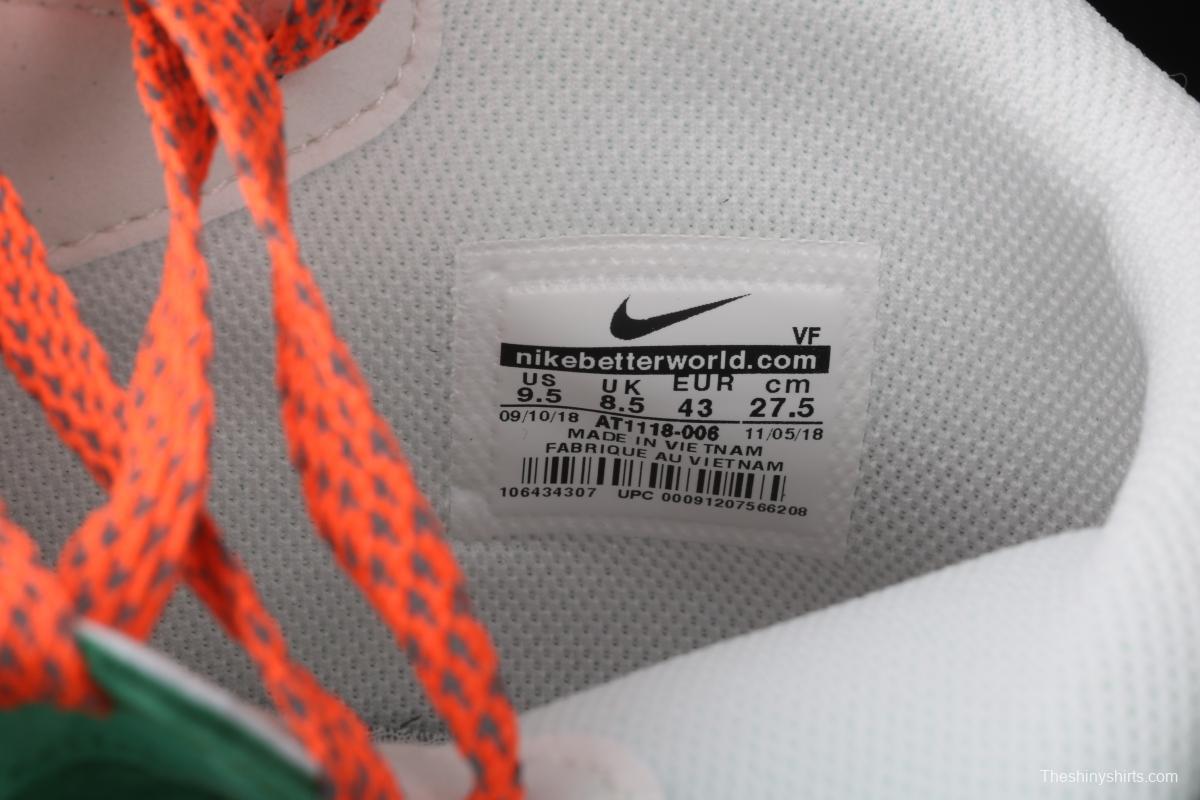 VF
nikebetterworld.com
US UK EUR cm
9.5 8.5 43 27.5
09/10/18 AT1118-006 11/05/18
MADE IN VIETNAM
FABRIQUE AU VIETNAM
106434307 UPC 00091207566208
Theshinyshirts.com